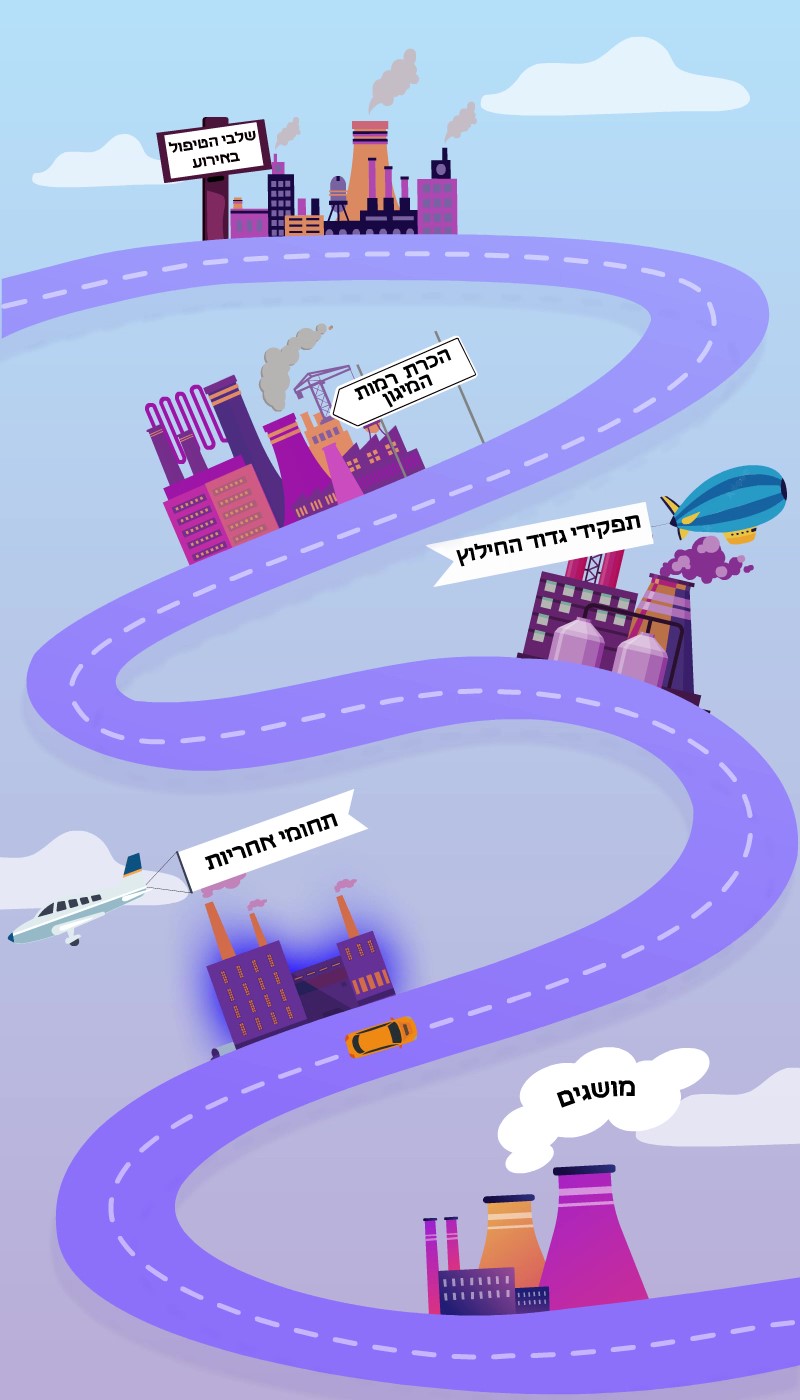 שלבי הטיפול
באירוע
הכרת רמות
המיגון
תפקידי גדוד החילוץ
תחומי אחריות
מושגים